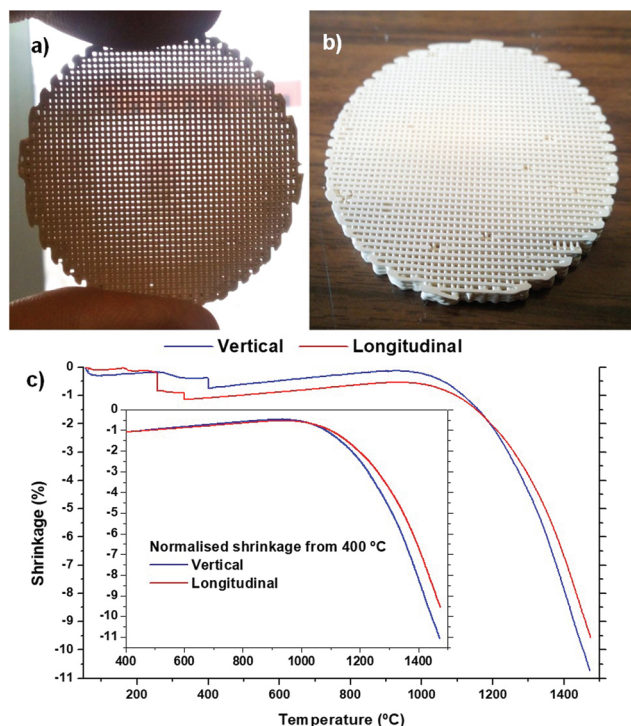 a)
b)
Vertical Longitudinal
c)
0
-1
-2
-3
-4
-5
-6
-7
-8
-9
-10
-11
Shrinkage (%)
0
-1
-2
-3
-4
-5
-6
-7
-8
-9
-10
-11
Normalised shrinkage from 400 ºC
Vertical
Longitudinal
400 600 800 1000 1200 1400
200 400 600 800 1000 1200 1400
Temperature (ºC)